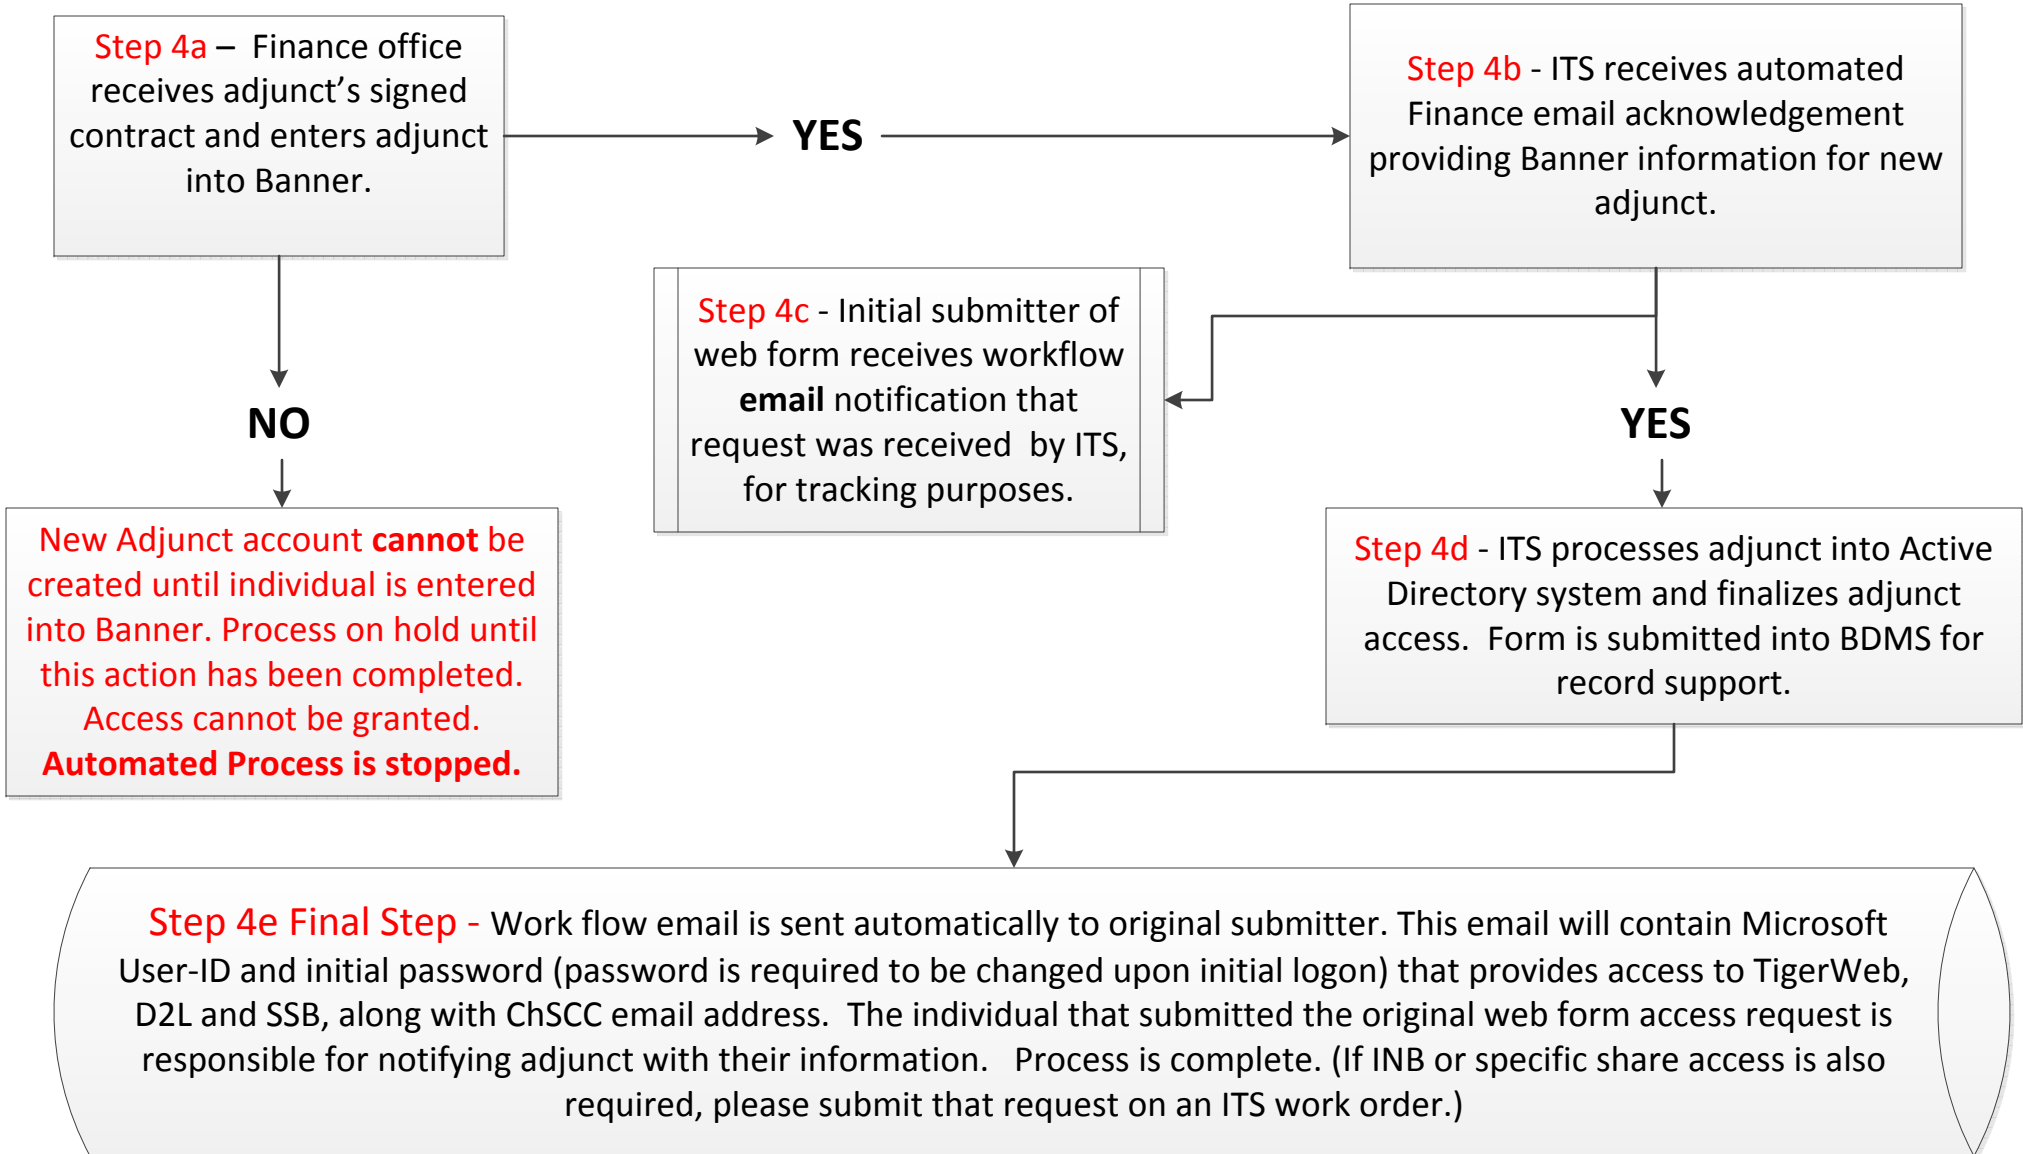 Step 4a – Finance office
receives adjunct’s signed
contract and enters adjunct
into Banner.
YES
Step 4b - ITS receives automated
Finance email acknowledgement
providing Banner information for new
adjunct.
Step 4c - Initial submitter of
web form receives workflow
email notification that
request was received by ITS,
for tracking purposes.
NO
YES
New Adjunct account cannot be
created until individual is entered
into Banner. Process on hold until
this action has been completed.
Access cannot be granted.
Automated Process is stopped.
Step 4d - ITS processes adjunct into Active
Directory system and finalizes adjunct
access. Form is submitted into BDMS for
record support.
Step 4e Final Step - Work flow email is sent automatically to original submitter. This email will contain Microsoft
User-ID and initial password (password is required to be changed upon initial logon) that provides access to TigerWeb,
D2L and SSB, along with ChSCC email address. The individual that submitted the original web form access request is
responsible for notifying adjunct with their information. Process is complete. (If INB or specific share access is also
required, please submit that request on an ITS work order.)